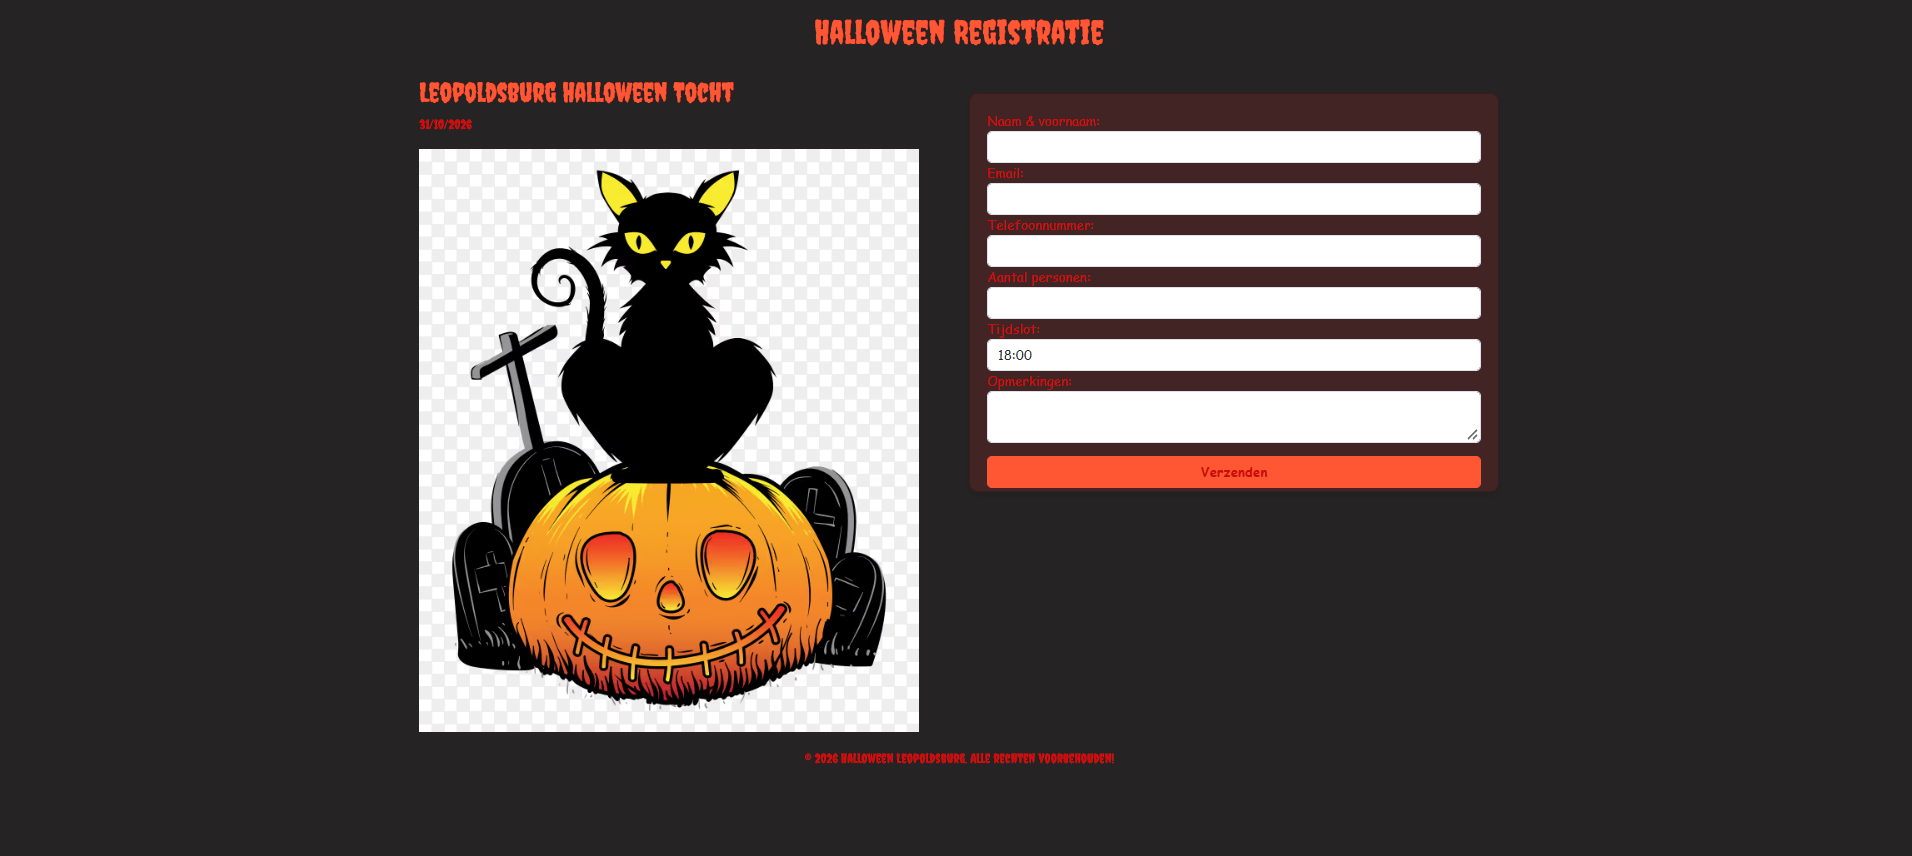 HALLOWEEN REGISTRATIE
LEOPOLDSBURG HALLOWEEN TOCHT
31/10/2026
Naam & voornaam:
Email:
Telefoonnummer:
Aantal personen:
Tijdslot:
18:00
Opmerkingen:
Verzenden
© 2026 HALLOWEEN LEOPOLDSBURG. ALLE RECHTEN VOORBEHOUDEN!